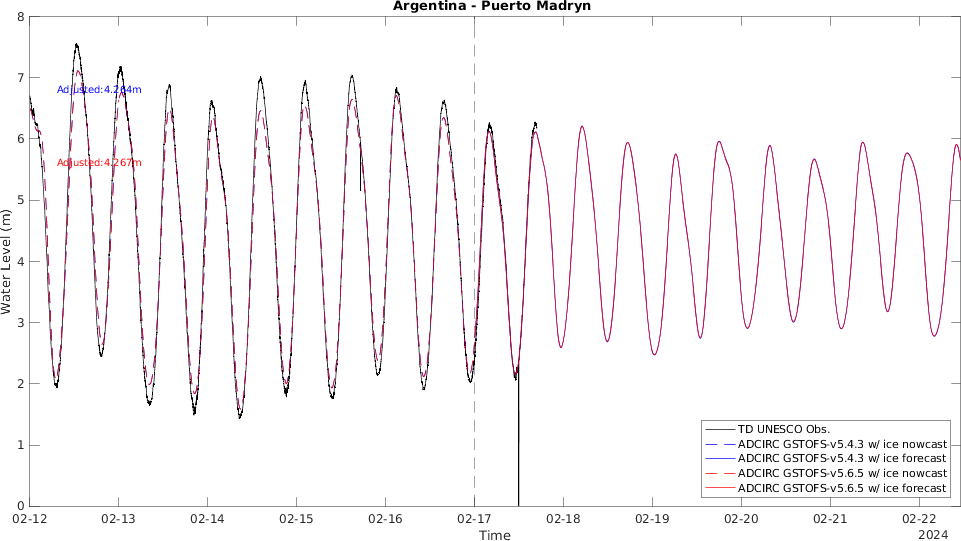 Argentina - Puerto Madryn
8
7
6
5
4
3
2
1
0
Water Level (m)
Adjusted:4.264m
Adjusted:4.267m
TD UNESCO Obs.
ADCIRC GSTOFS-v5.4.3 w/ ice nowcast
ADCIRC GSTOFS-v5.4.3 w/ ice forecast
ADCIRC GSTOFS-v5.6.5 w/ ice nowcast
ADCIRC GSTOFS-v5.6.5 w/ ice forecast
02-12 02-13 02-14 02-15 02-16 02-17 02-18 02-19 02-20 02-21 02-22
Time
2024